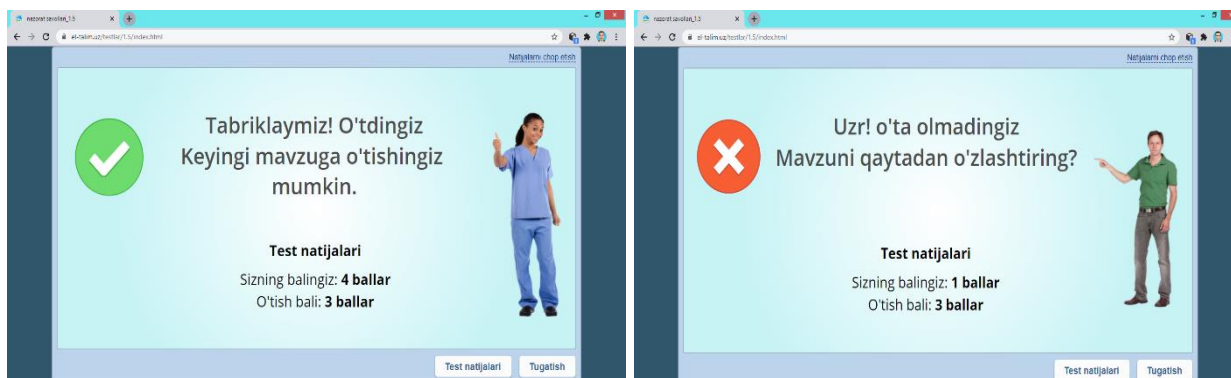 nazorat savollari_1.5
el-talim.uz/testlar/1.5/index.html
Natijalarni chop etish
Tabriklaymiz! O'tdingiz
Keyingi mavzuga o'tishingiz
mumkin.
Test natijalari
Sizning balingiz: 4 ballar
O'tish bali: 3 ballar
Test natijalari
Tugatish
nazorat savollari_1.5
el-talim.uz/testlar/1.5/index.html
Natijalarni chop etish
Uzr! o'ta olmadingiz
Mavzuni qaytadan o'zlashtiring?
Test natijalari
Sizning balingiz: 1 ballar
O'tish bali: 3 ballar
Test natijalari
Tugatish